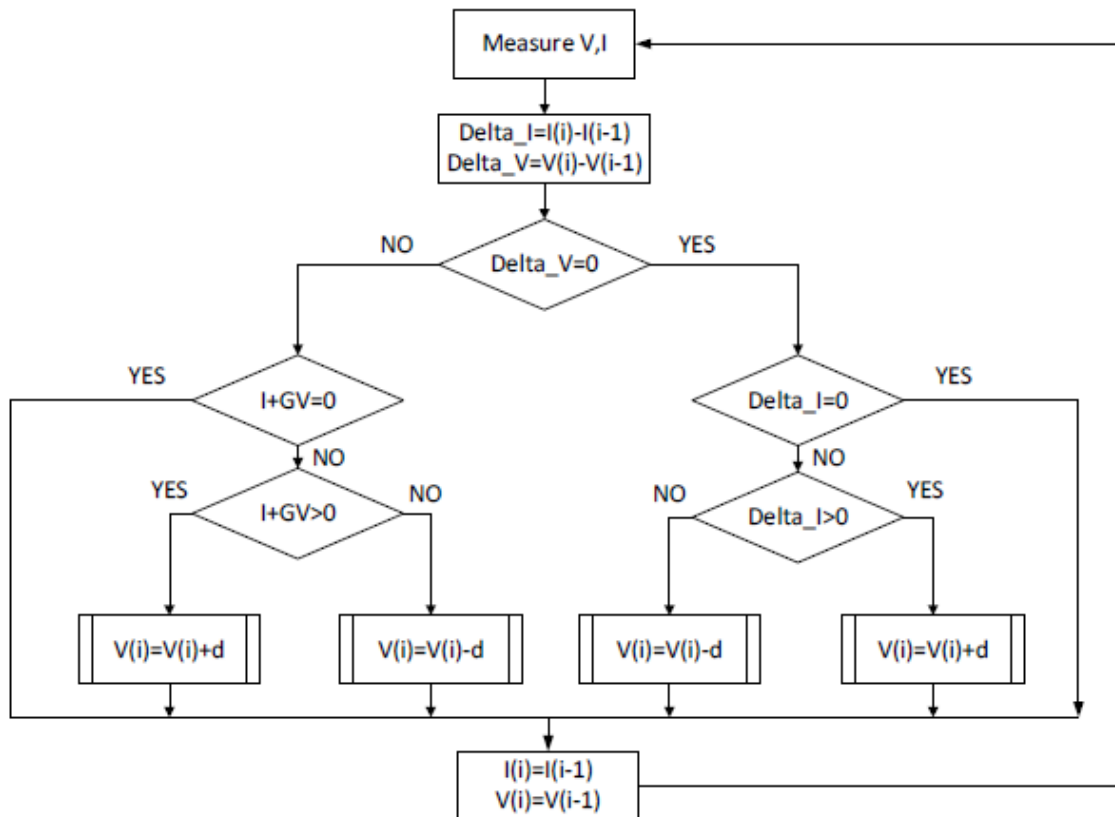 Measure V,I
Delta_I=I(i)-I(i-1)
Delta_V=V(i)-V(i-1)
NO
YES
Delta_V=0
YES
YES
I+GV=0
Delta_I=0
NO
NO
YES
NO
NO
YES
I+GV>0
Delta_I>0
V(i)=V(i)+d
V(i)=V(i)-d
V(i)=V(i)-d
V(i)=V(i)+d
I(i)=I(i-1)
V(i)=V(i-1)